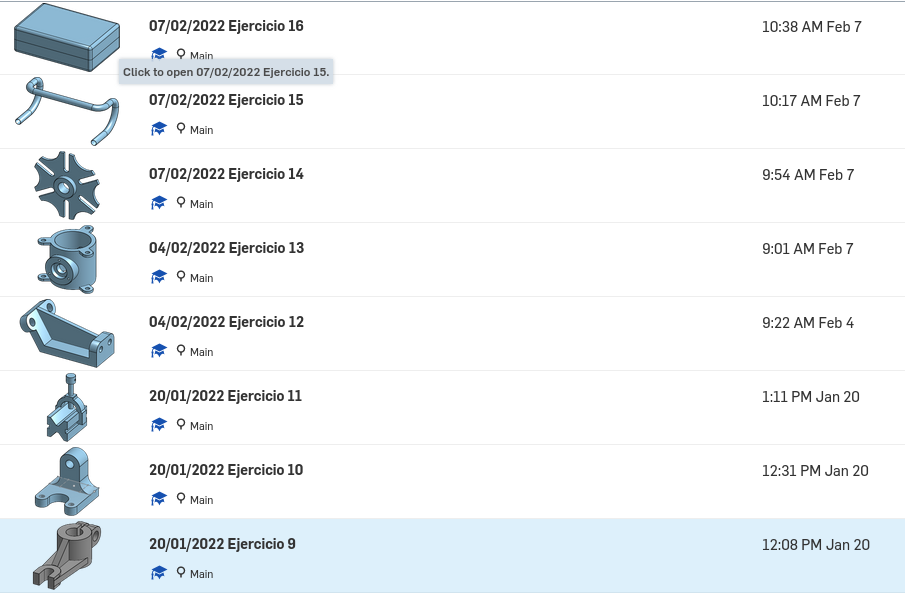 07/02/2022 Ejercicio 16
10:38 AM Feb 7
Main
Click to open 07/02/2022 Ejercicio 15.
07/02/2022 Ejercicio 15
10:17 AM Feb 7
Main
07/02/2022 Ejercicio 14
9:54 AM Feb 7
Main
04/02/2022 Ejercicio 13
9:01 AM Feb 7
Main
04/02/2022 Ejercicio 12
9:22 AM Feb 4
Main
20/01/2022 Ejercicio 11
1:11 PM Jan 20
Main
20/01/2022 Ejercicio 10
12:31 PM Jan 20
Main
20/01/2022 Ejercicio 9
12:08 PM Jan 20
Main